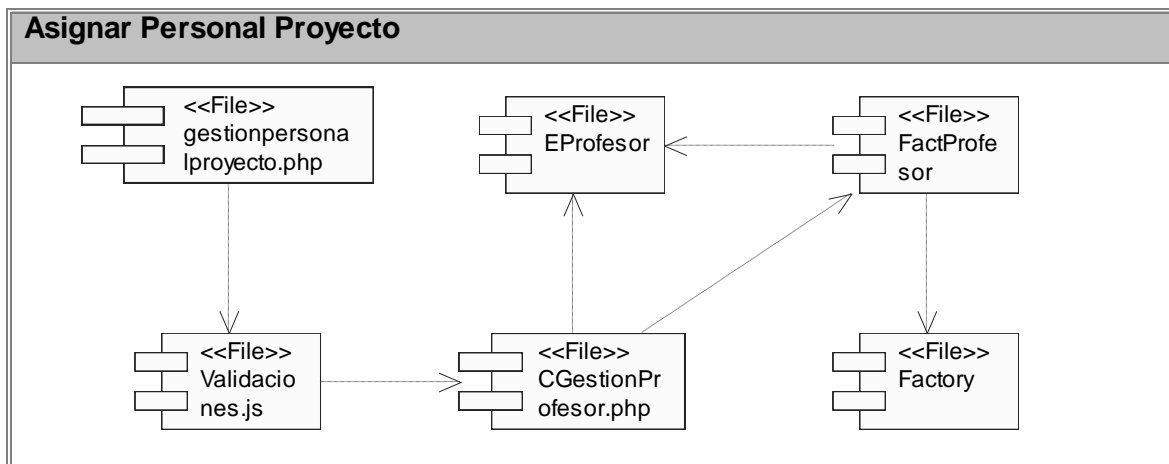 Asignar Personal Proyecto
<<File>>
gestionpersona
lproyecto.php
<<File>>
EProfesor
<<File>>
FactProfe
sor
<<File>>
Validacio
nes.js
<<File>>
CGestionPr
ofesor.php
<<File>>
Factory